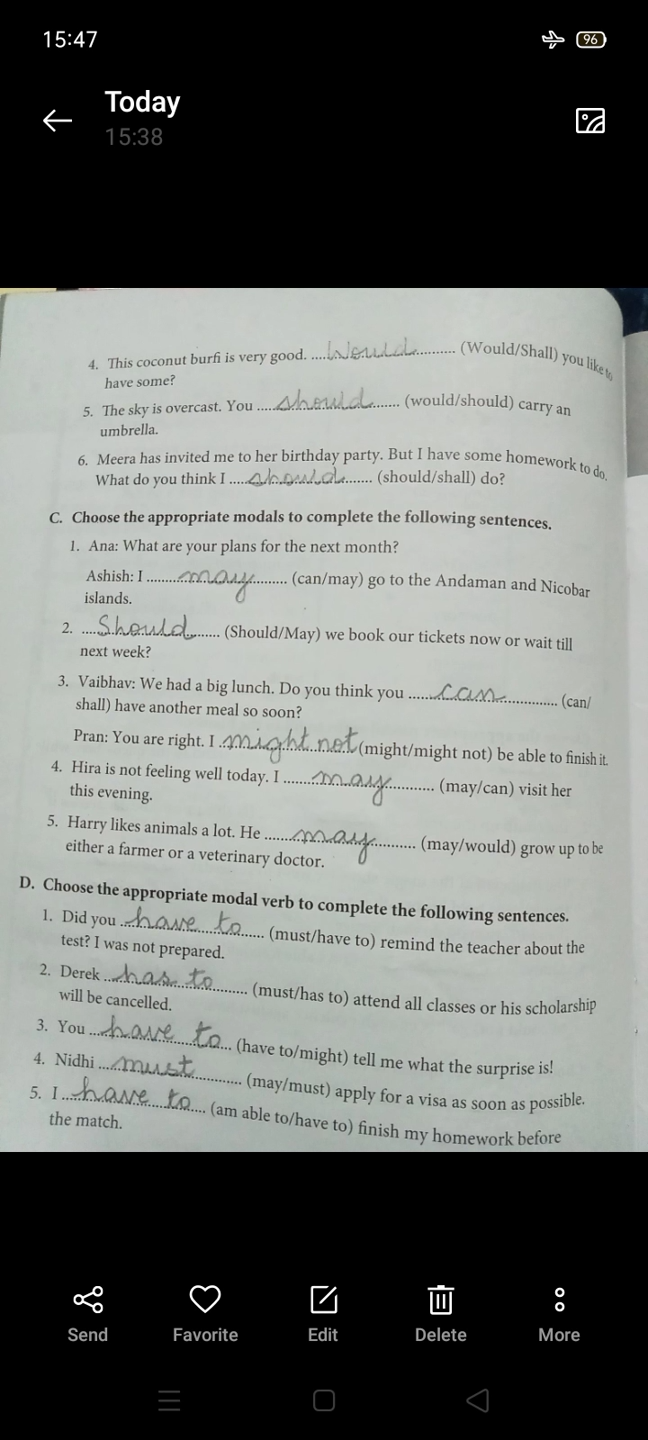 15:47
96
Today
15:38
4. This coconut burfi is very good. ....Would........... (Would/Shall) you like to
have some?
5. The sky is overcast. You .....should....... (would/should) carry an
umbrella.
6. Meera has invited me to her birthday party. But I have some homework to do.
What do you think I .....should....... (should/shall) do?
C. Choose the appropriate modals to complete the following sentences.
1. Ana: What are your plans for the next month?
Ashish: I ..........may.......... (can/may) go to the Andaman and Nicobar
islands.
2. ....Should....... (Should/May) we book our tickets now or wait till
next week?
3. Vaibhav: We had a big lunch. Do you think you ......can.............. (can/
shall) have another meal so soon?
Pran: You are right. I .might not (might/might not) be able to finish it.
4. Hira is not feeling well today. I .......may............ (may/can) visit her
this evening.
5. Harry likes animals a lot. He .......may............ (may/would) grow up to be
either a farmer or a veterinary doctor.
D. Choose the appropriate modal verb to complete the following sentences.
1. Did you ..have to..... (must/have to) remind the teacher about the
test? I was not prepared.
2. Derek ...has to......... (must/has to) attend all classes or his scholarship
will be cancelled.
3. You ...have to... (have to/might) tell me what the surprise is!
4. Nidhi ....must............ (may/must) apply for a visa as soon as possible.
5. I ..have to.... (am able to/have to) finish my homework before
the match.
Send Favorite Edit Delete More